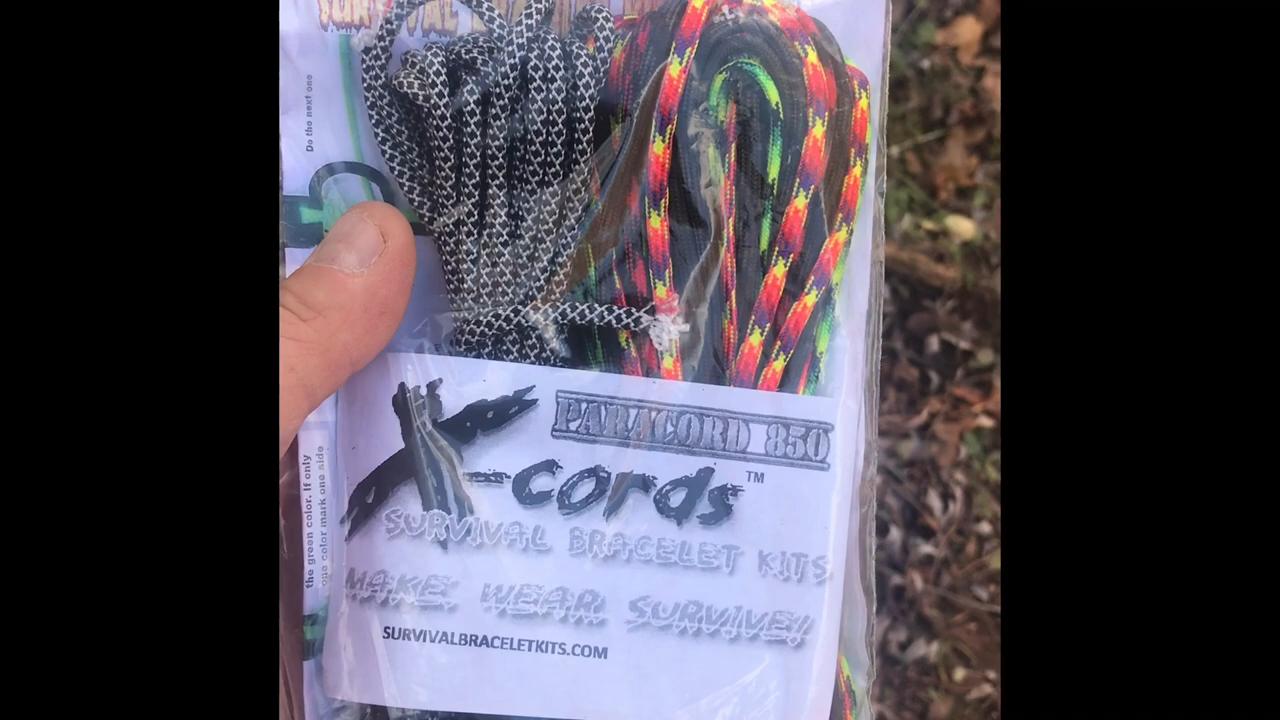 SURVIVAL
Do the next one
the green color. If only
one color mark one side
PARACORD 850
X-cords™
SURVIVAL BRACELET KITS
MAKE WEAR SURVIVE!
SURVIVALBRACELETKITS.COM